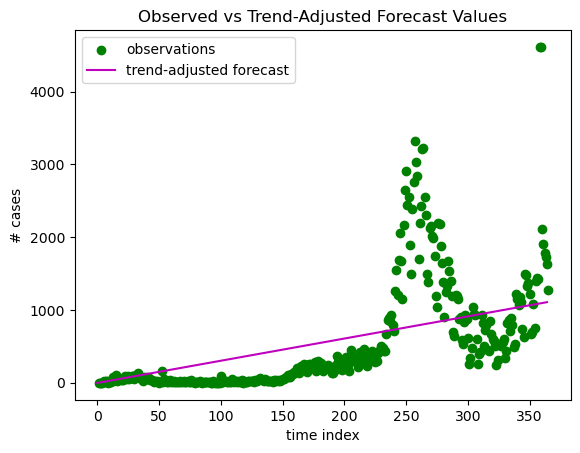 Observed vs Trend-Adjusted Forecast Values
observations
trend-adjusted forecast
4000
3000
2000
1000
0
# cases
0 50 100 150 200 250 300 350
time index